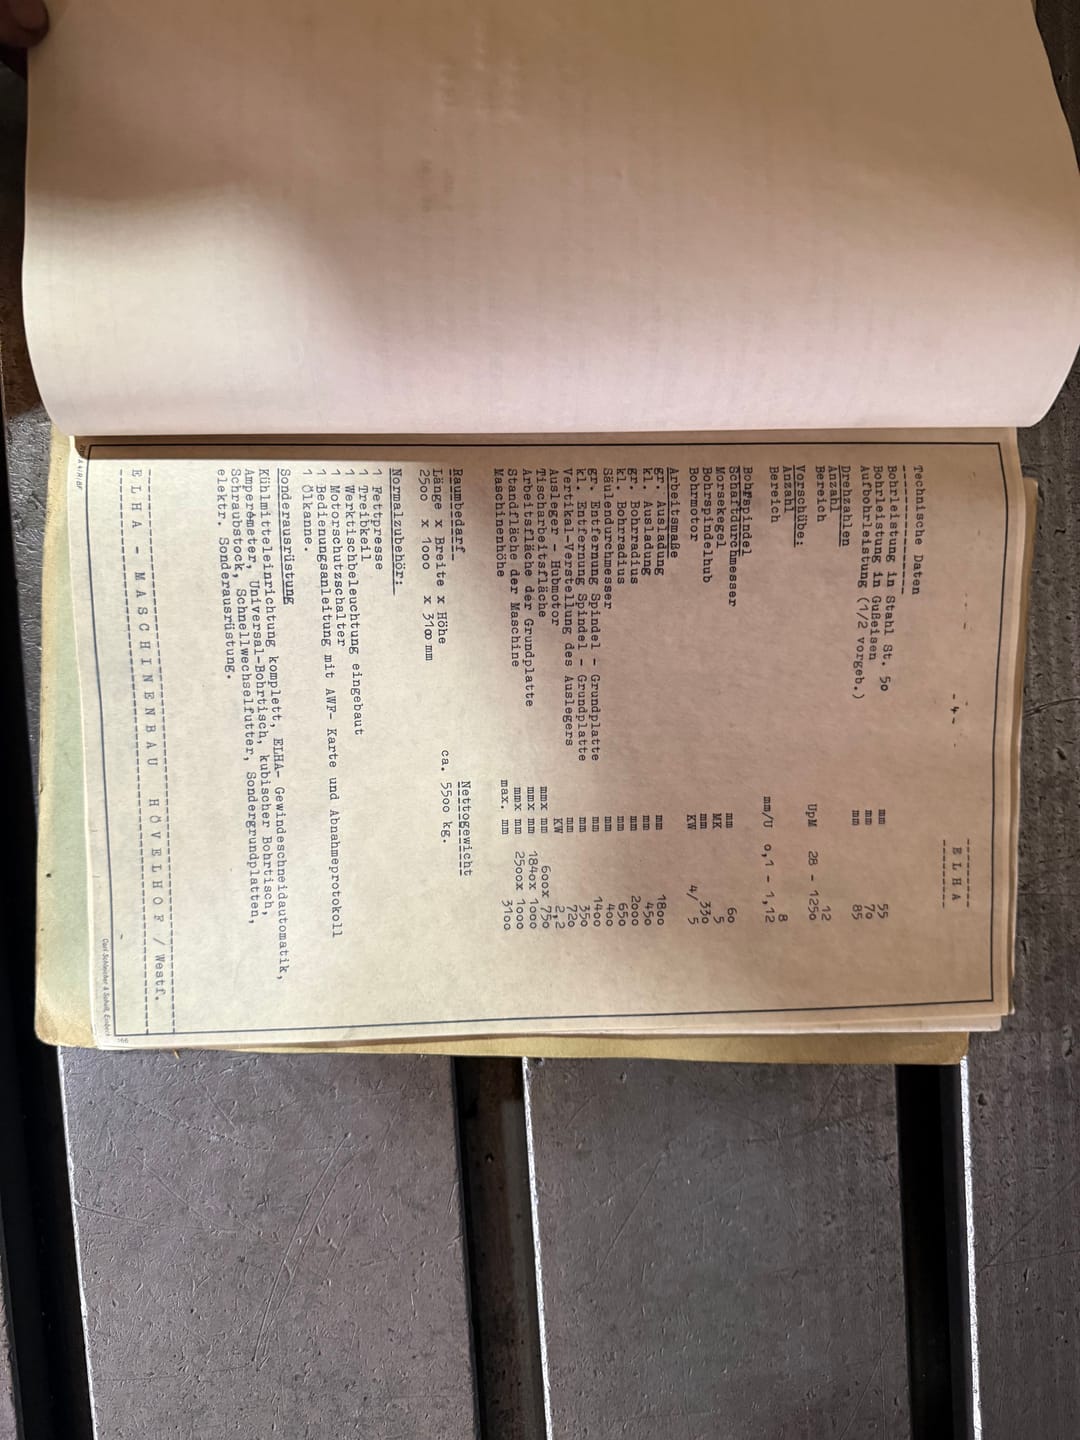 - 4 -
E L H A
Technische Daten
Bohrleistung in Stahl St. 50 mm 55
Bohrleistung in Gußeisen mm 70
Aufbohrleistung (1/2 vorgeb.) mm 85
Drehzahlen
Anzahl 12
Bereich UpM 28 - 1250
Vorschübe:
Anzahl 8
Bereich mm/U 0,1 - 1,12
Bohrspindel
Schaftdurchmesser mm 60
Morsekegel MK 5
Bohrspindelhub mm 330
Bohrmotor KW 4/ 5
Arbeitsmaße
gr. Ausladung mm 1800
kl. Ausladung mm 450
gr. Bohrradius mm 2000
kl. Bohrradius mm 650
Säulendurchmesser mm 400
gr. Entfernung Spindel - Grundplatte mm 1400
kl. Entfernung Spindel - Grundplatte mm 350
Vertikal-Verstellung des Auslegers mm 720
Ausleger - Hubmotor KW 2,2
Tischarbeitsfläche mmx mm 600x 750
Arbeitsfläche der Grundplatte mmx mm 1840x 1000
Standfläche der Maschine mmx mm 2500x 1000
Maschinenhöhe max. mm 3100
Raumbedarf Nettogewicht
Länge x Breite x Höhe ca. 5500 kg.
2500 x 1000 x 3100 mm
Normalzubehör:
1 Fettpresse
1 Treibkeil
1 Werktischbeleuchtung eingebaut
1 Motorschutzschalter
1 Bedienungsanleitung mit AWF- Karte und Abnahmeprotokoll
1 Ölkanne.
Sonderausrüstung
Kühlmitteleinrichtung komplett, ELHA- Gewindeschneidautomatik,
Amperemeter, Universal-Bohrtisch, kubischer Bohrtisch,
Schraubstock, Schnellwechselfutter, Sondergrundplatten,
elektr. Sonderausrüstung.
E L H A - M A S C H I N E N B A U H Ö V E L H O F / Westf.
A4/R/BF
Carl Schleicher & Schüll, Einbeck
166